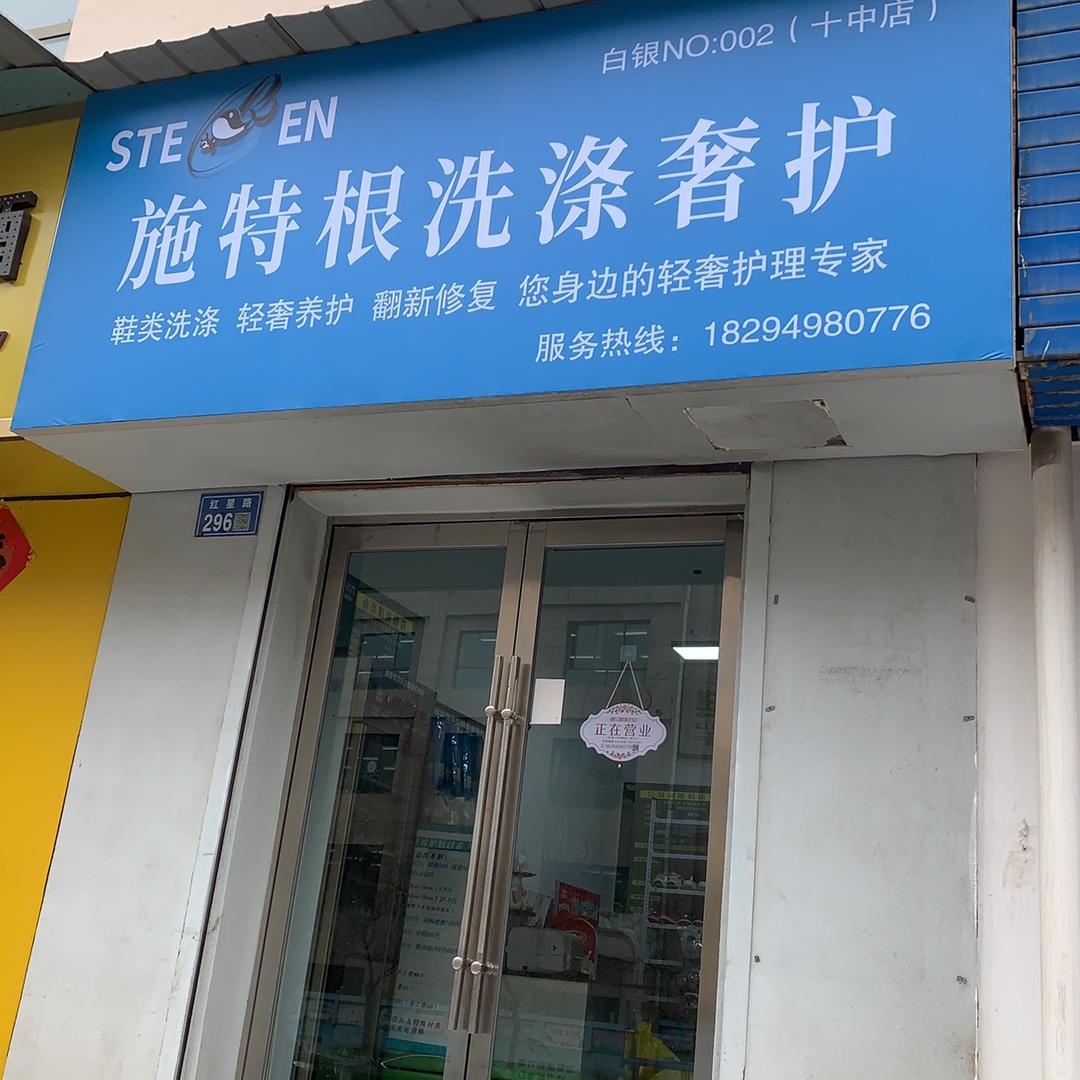 白银NO:002（十中店）
STE EN
施特根洗涤奢护
鞋类洗涤 轻奢养护 翻新修复 您身边的轻奢护理专家
服务热线：18294980776
红星路
296
正在营业